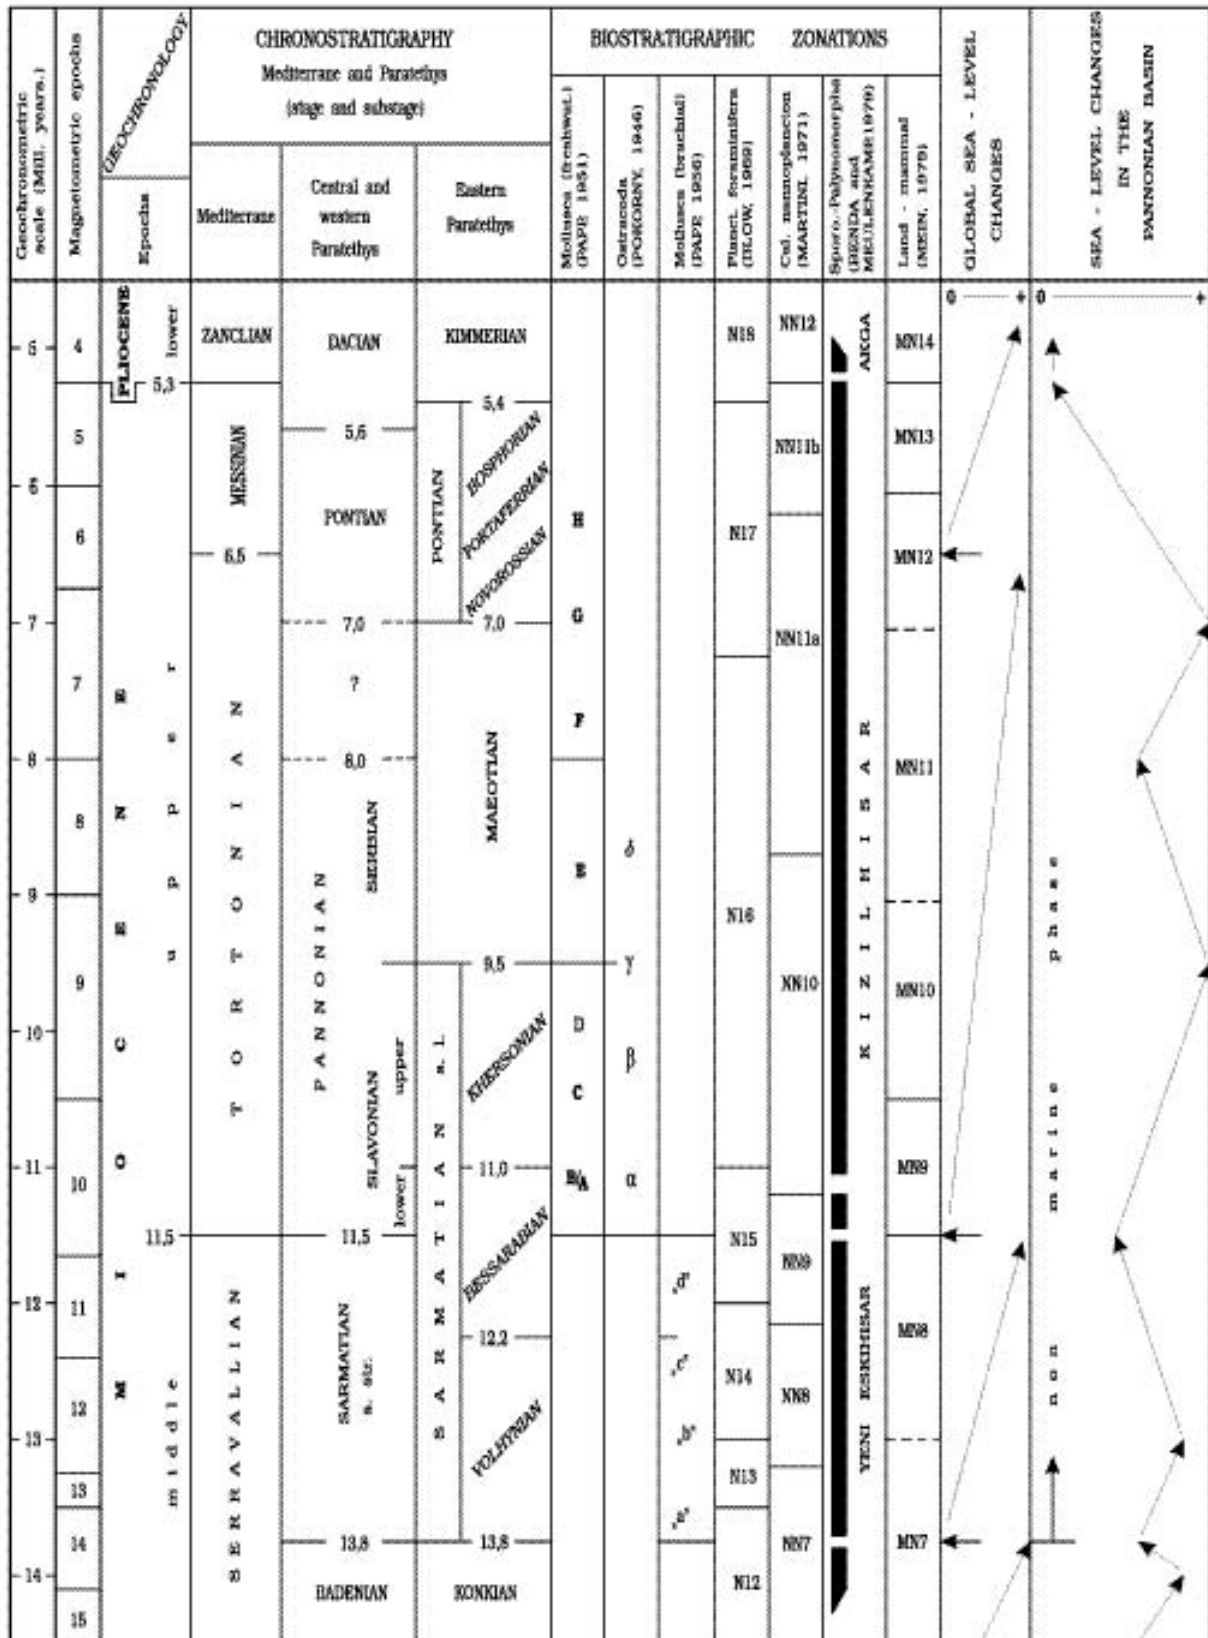 Geochronometric
scale (Mill. years.)
Magnetometric epochs
GEOCHRONOLOGY
Epochs
CHRONOSTRATIGRAPHY
Mediterrane and Paratethys
(stage and substage)
Mediterrane
Central and
western
Paratethys
Eastern
Paratethys
BIOSTRATIGRAPHIC ZONATIONS
Mollusca (freshwat.)
(PAPP, 1951)
Ostracoda
(POKORNY, 1946)
Mollusca (brachial)
(PAPP, 1956)
Planct. foraminifera
(BLOW, 1969)
Cal. nannoplancton
(MARTINI, 1971)
Sporo.-Palynomorpha
(BENDA and
MEULENKAMP, 1979)
Land - mammal
(MEIN, 1979)
GLOBAL SEA - LEVEL
CHANGES
SEA - LEVEL CHANGES
IN THE
PANNONIAN BASIN
0 + 0 +
5
6
7
8
9
10
11
12
13
14
4
5
6
7
8
9
10
11
12
13
14
15
PLIOCENE
MIOCENE
lower
5,3
upper
11,5
middle
ZANCLIAN
MESSINIAN
6,5
TORTONIAN
SERRAVALLIAN
DACIAN
5,6
PONTIAN
7,0
?
8,0
PANNONIAN
SERBIAN
SLAVONIAN
upper
lower
11,5
SARMATIAN
s. str.
13,8
BADENIAN
KIMMERIAN
5,4
PONTIAN
BOSPHORIAN
PORTAFERRIAN
NOVOROSSIAN
7,0
MAEOTIAN
9,5
SARMATIAN s. l.
KHERSONIAN
11,0
BESSARABIAN
12,2
VOLHYNIAN
13,8
KONKIAN
H
G
F
E
D
C
B/A
δ
γ
β
α
„d"
„c"
„b"
„a"
N18
N17
N16
N15
N14
N13
N12
NN12
NN11b
NN11a
NN10
NN9
NN8
NN7
AKGA
KIZILHISAR
YENI ESKIHISAR
MN14
MN13
MN12
MN11
MN10
MN9
MN8
MN7
non marine phase